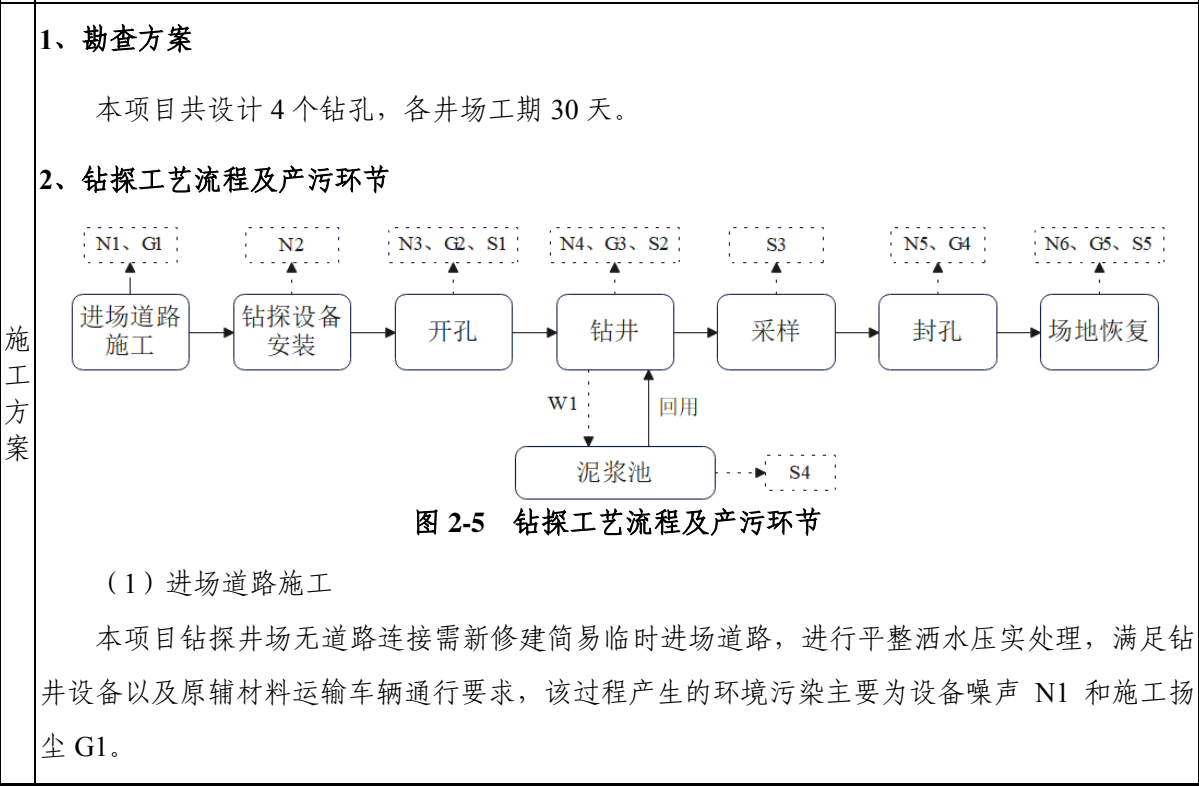 施工方案
1、勘查方案
本项目共设计 4 个钻孔，各井场工期 30 天。
2、钻探工艺流程及产污环节
N1、G1
N2
N3、G2、S1
N4、G3、S2
S3
N5、G4
N6、G5、S5
进场道路
施工
钻探设备
安装
开孔
钻井
采样
封孔
场地恢复
W1
回用
泥浆池
S4
图 2-5 钻探工艺流程及产污环节
（1）进场道路施工
本项目钻探井场无道路连接需新修建简易临时进场道路，进行平整洒水压实处理，满足钻
井设备以及原辅材料运输车辆通行要求，该过程产生的环境污染主要为设备噪声 N1 和施工扬
尘 G1。